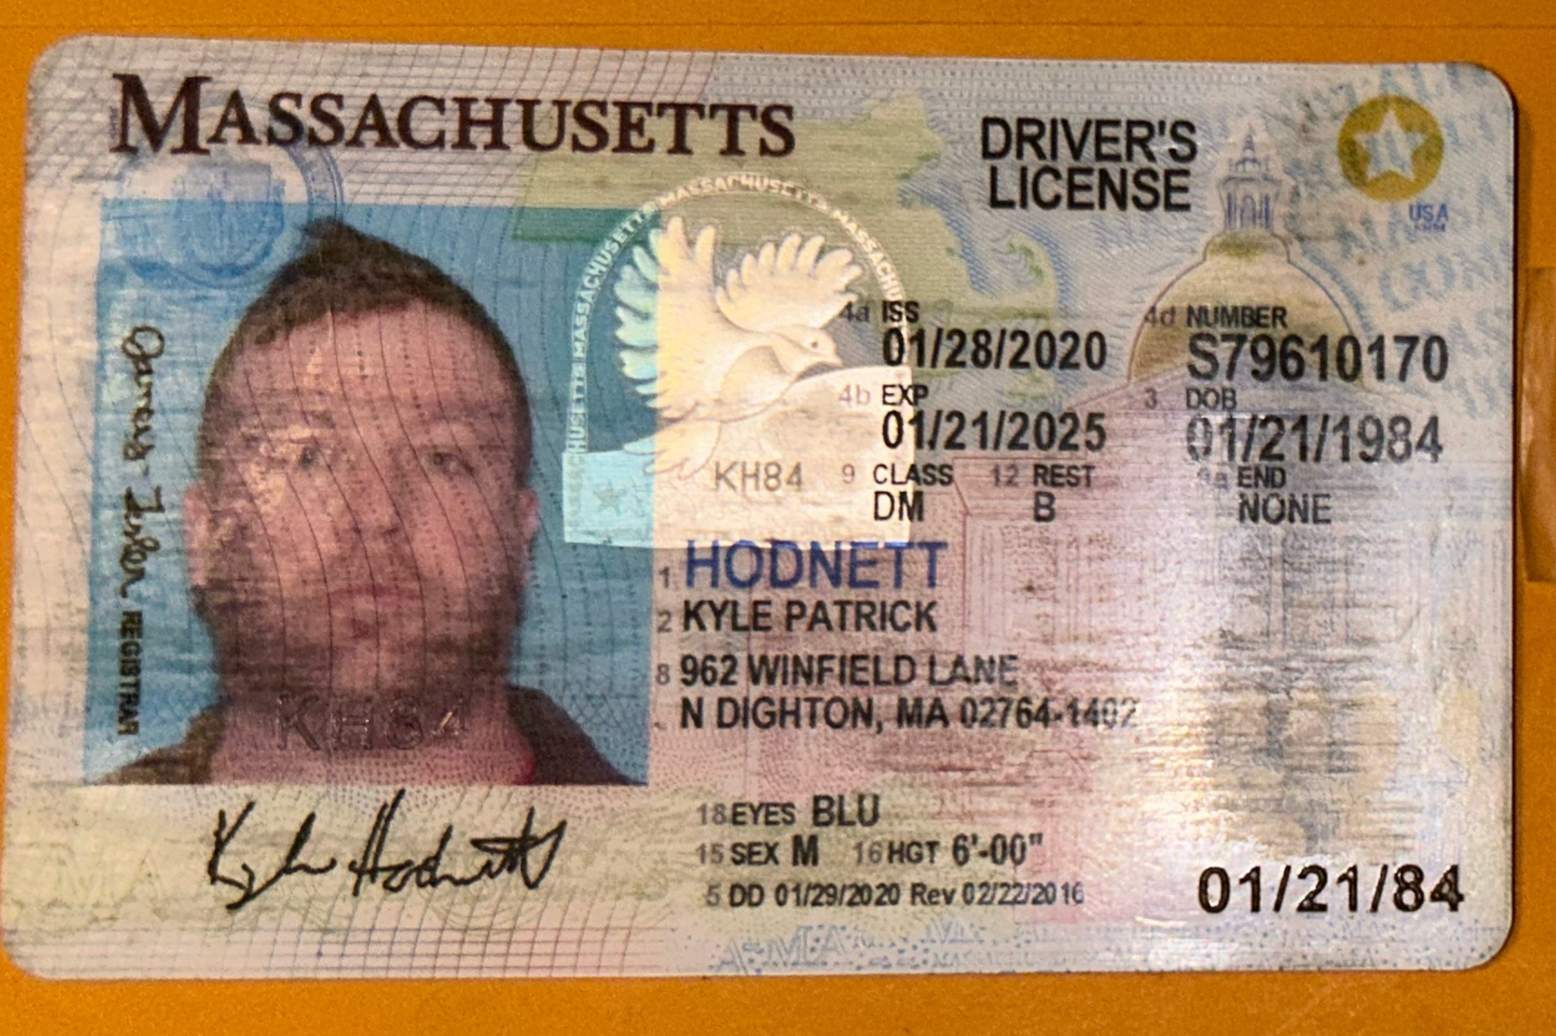 MASSACHUSETTS
DRIVER'S
LICENSE
USA
MASSACHUSETTS MASSACHUSETTS MASSACHUSETTS
4a ISS
01/28/2020
4d NUMBER
S79610170
4b EXP
01/21/2025
3 DOB
01/21/1984
KH84
9 CLASS
DM
12 REST
B
9a END
NONE
1 HODNETT
2 KYLE PATRICK
8 962 WINFIELD LANE
N DIGHTON, MA 02764-1402
REGISTRAR
KH84
Kyle Hodnett
18 EYES BLU
15 SEX M 16 HGT 6'-00"
5 DD 01/29/2020 Rev 02/22/2016
01/21/84